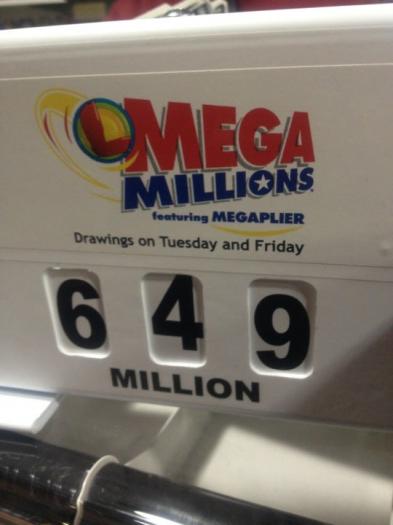 MEGA
MILLIONS
featuring MEGAPLIER
Drawings on Tuesday and Friday
6 4 9
MILLION